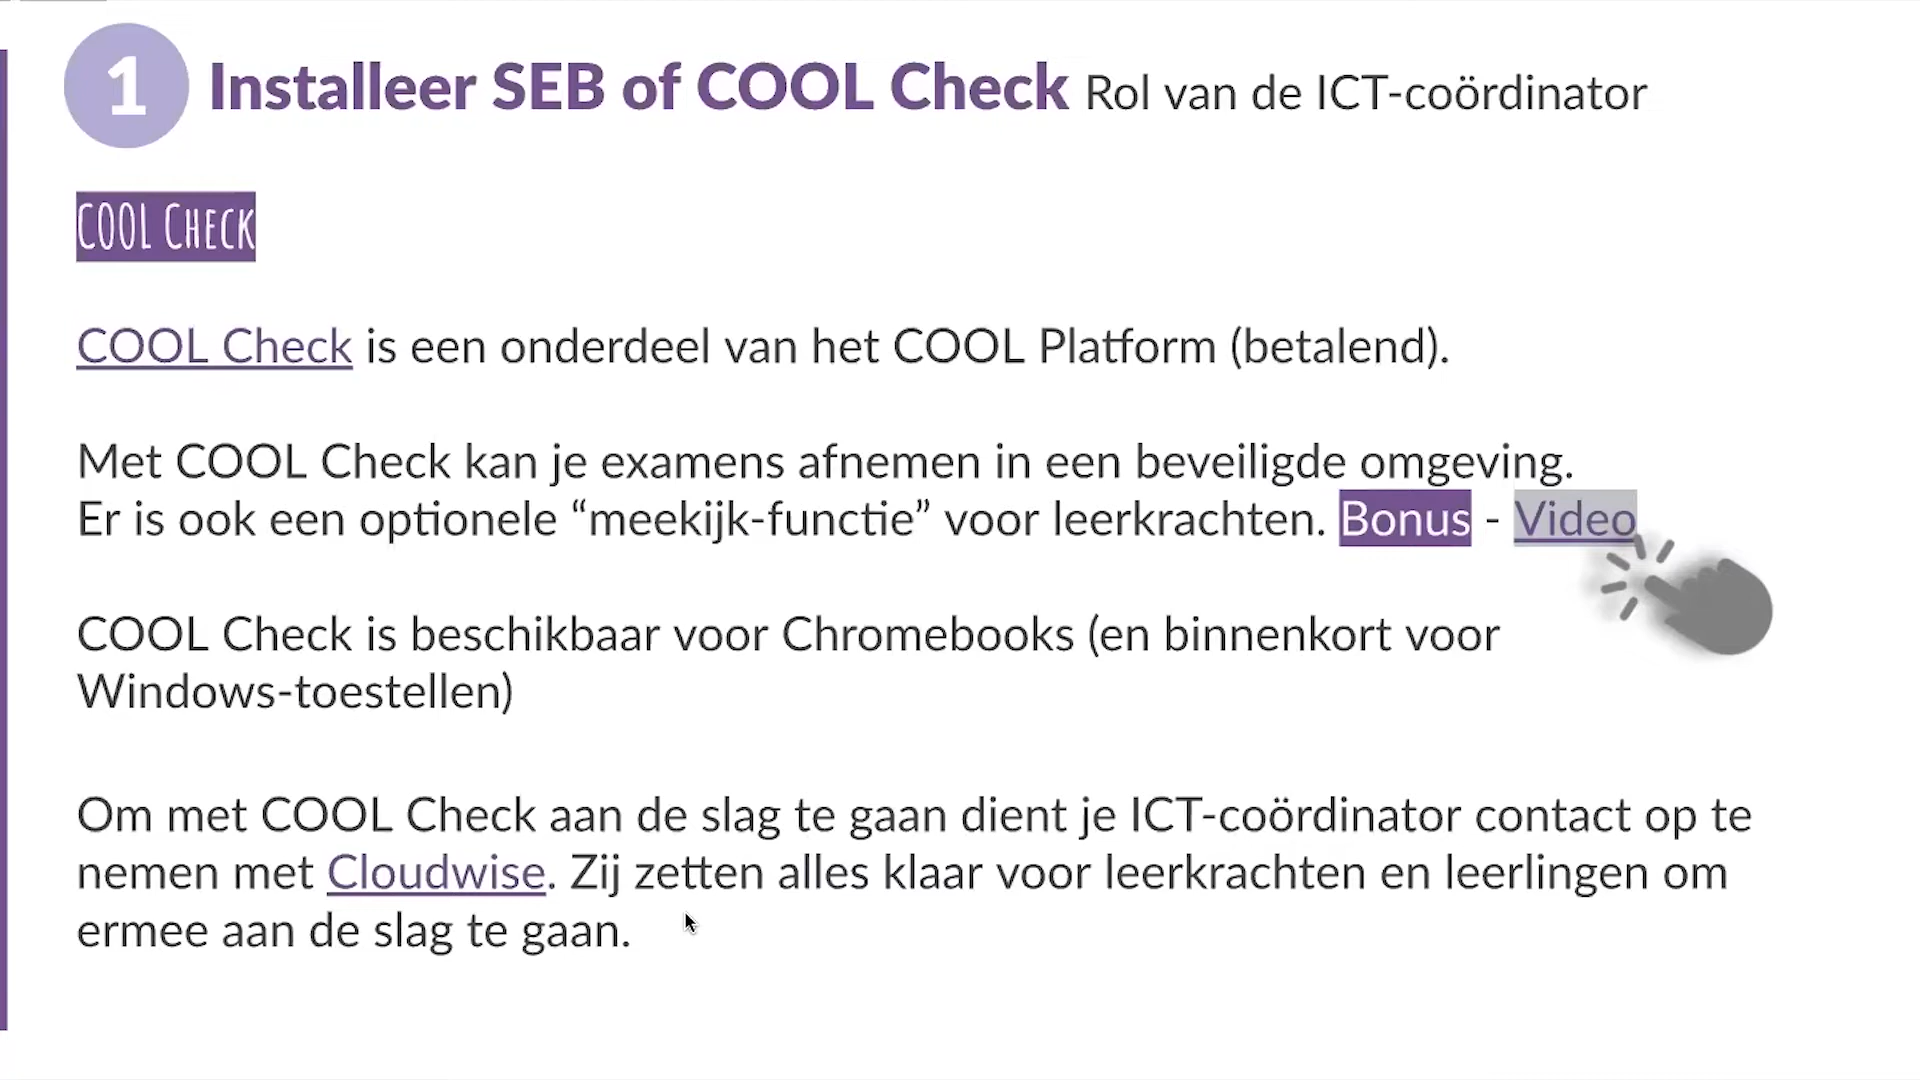 1 Installeer SEB of COOL Check Rol van de ICT-coördinator
COOL Check
COOL Check is een onderdeel van het COOL Platform (betalend).
Met COOL Check kan je examens afnemen in een beveiligde omgeving.
Er is ook een optionele “meekijk-functie” voor leerkrachten. Bonus - Video
COOL Check is beschikbaar voor Chromebooks (en binnenkort voor
Windows-toestellen)
Om met COOL Check aan de slag te gaan dient je ICT-coördinator contact op te
nemen met Cloudwise. Zij zetten alles klaar voor leerkrachten en leerlingen om
ermee aan de slag te gaan.